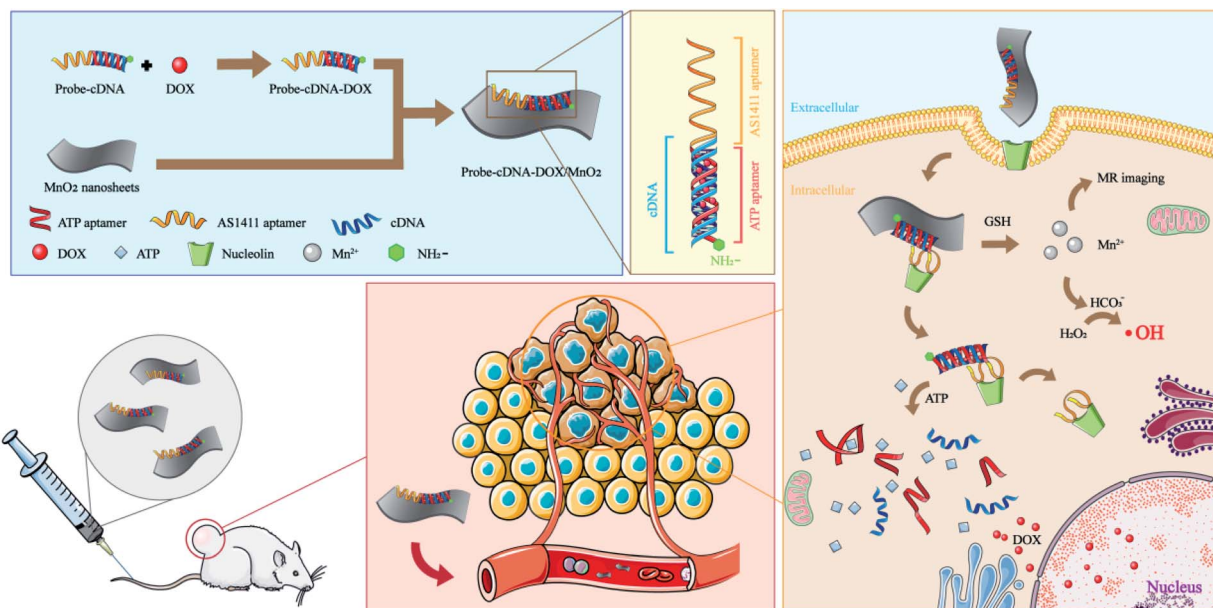 Probe-cDNA
DOX
Probe-cDNA-DOX
MnO₂ nanosheets
Probe-cDNA-DOX/MnO₂
ATP aptamer
AS1411 aptamer
cDNA
DOX
ATP
Nucleolin
Mn²⁺
NH₂−
AS1411 aptamer
cDNA
ATP aptamer
NH₂−
Extracellular
Intracellular
GSH
MR imaging
Mn²⁺
HCO₃⁻
H₂O₂
•OH
ATP
DOX
Nucleus